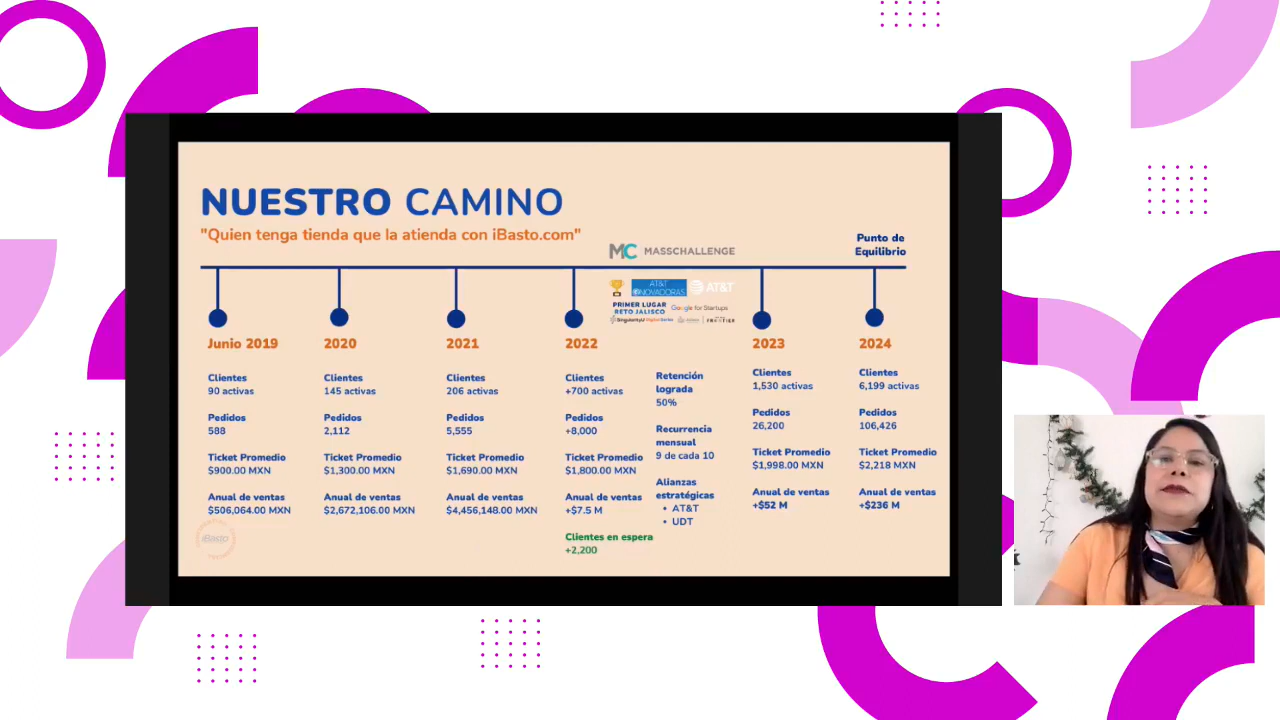 NUESTRO CAMINO
"Quien tenga tienda que la atienda con iBasto.com"
MC MASSCHALLENGE
Punto de
Equilibrio
AT&T
INNOVADORAS
AT&T
PRIMER LUGAR
RETO JALISCO
Google for Startups
SingularityU
Junio 2019
Clientes
90 activas
Pedidos
588
Ticket Promedio
$900.00 MXN
Anual de ventas
$506,064.00 MXN
iBasto
2020
Clientes
145 activas
Pedidos
2,112
Ticket Promedio
$1,300.00 MXN
Anual de ventas
$2,672,106.00 MXN
2021
Clientes
206 activas
Pedidos
5,555
Ticket Promedio
$1,690.00 MXN
Anual de ventas
$4,456,148.00 MXN
2022
Clientes
+700 activas
Pedidos
+8,000
Ticket Promedio
$1,800.00 MXN
Anual de ventas
+$7.5 M
Clientes en espera
+2,200
Retención
lograda
50%
Recurrencia
mensual
9 de cada 10
Alianzas
estratégicas
• AT&T
• UDT
2023
Clientes
1,530 activas
Pedidos
26,200
Ticket Promedio
$1,998.00 MXN
Anual de ventas
+$52 M
2024
Clientes
6,199 activas
Pedidos
106,426
Ticket Promedio
$2,218 MXN
Anual de ventas
+$236 M